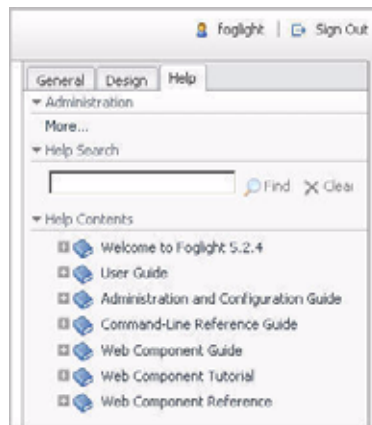 foglight | Sign Out
General Design Help
Administration
More...
Help Search
Find Clear
Help Contents
Welcome to Foglight 5.2.4
User Guide
Administration and Configuration Guide
Command-Line Reference Guide
Web Component Guide
Web Component Tutorial
Web Component Reference